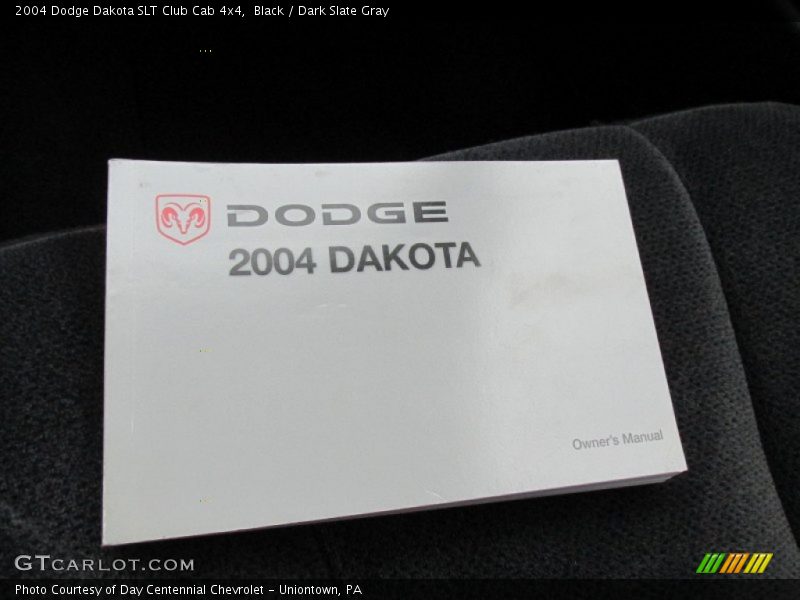 2004 Dodge Dakota SLT Club Cab 4x4,  Black / Dark Slate Gray
DODGE
2004 DAKOTA
Owner's Manual
GTCARLOT.COM
Photo Courtesy of Day Centennial Chevrolet – Uniontown, PA